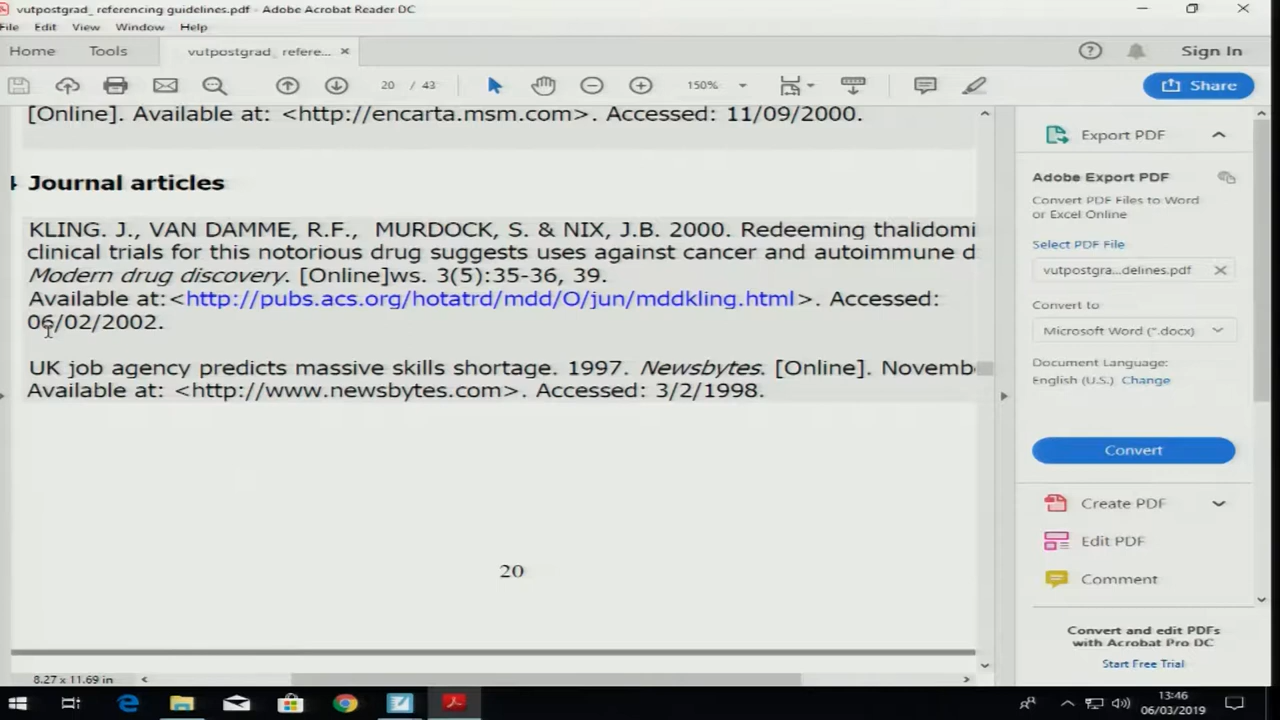 vutpostgrad_ referencing guidelines.pdf - Adobe Acrobat Reader DC
File Edit View Window Help
Home Tools vutpostgrad_ refere... × Sign In
20 / 43 150% Share
[Online]. Available at: <http://encarta.msm.com>. Accessed: 11/09/2000.
4 Journal articles
KLING. J., VAN DAMME, R.F., MURDOCK, S. & NIX, J.B. 2000. Redeeming thalidomi
clinical trials for this notorious drug suggests uses against cancer and autoimmune d
Modern drug discovery. [Online]ws. 3(5):35-36, 39.
Available at:<http://pubs.acs.org/hotatrd/mdd/O/jun/mddkling.html>. Accessed:
06/02/2002.
UK job agency predicts massive skills shortage. 1997. Newsbytes. [Online]. Novembe
Available at: <http://www.newsbytes.com>. Accessed: 3/2/1998.
20
8.27 x 11.69 in
Export PDF
Adobe Export PDF
Convert PDF Files to Word
or Excel Online
Select PDF File
vutpostgra...delines.pdf
Convert to
Microsoft Word (*.docx)
Document Language:
English (U.S.) Change
Convert
Create PDF
Edit PDF
Comment
Convert and edit PDFs
with Acrobat Pro DC
Start Free Trial
13:46
06/03/2019